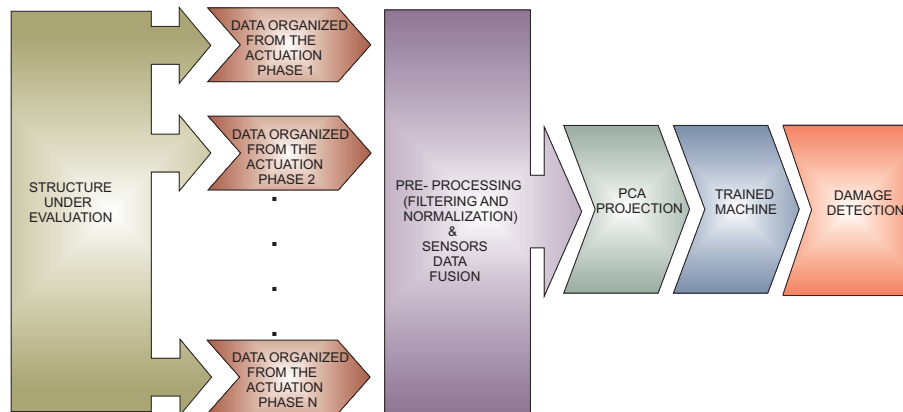 STRUCTURE
UNDER
EVALUATION
DATA ORGANIZED
FROM THE
ACTUATION
PHASE 1
DATA ORGANIZED
FROM THE
ACTUATION
PHASE 2
DATA ORGANIZED
FROM THE
ACTUATION
PHASE N
PRE- PROCESSING
(FILTERING AND
NORMALIZATION)
&
SENSORS
DATA
FUSION
PCA
PROJECTION
TRAINED
MACHINE
DAMAGE
DETECTION